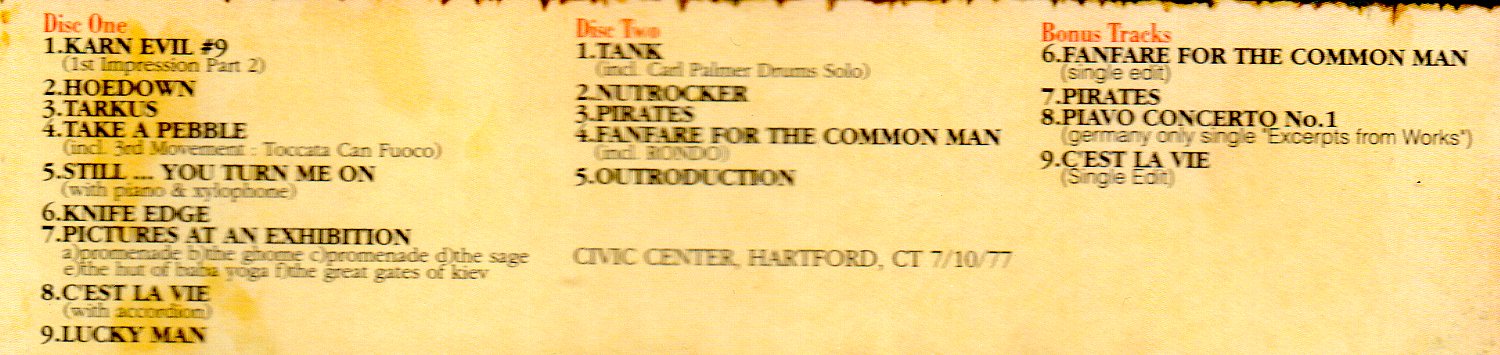 Disc One
1.KARN EVIL #9
(1st Impression Part 2)
2.HOEDOWN
3.TARKUS
4.TAKE A PEBBLE
(incl. 3rd Movement : Toccata Can Fuoco)
5.STILL ... YOU TURN ME ON
(with piano & xylophone)
6.KNIFE EDGE
7.PICTURES AT AN EXHIBITION
a)promenade b)the ghome c)promenade d)the sage
e)the hut of baba yoga f)the great gates of kiev
8.C'EST LA VIE
(with accordion)
9.LUCKY MAN
Disc Two
1.TANK
(incl. Carl Palmer Drums Solo)
2.NUTROCKER
3.PIRATES
4.FANFARE FOR THE COMMON MAN
(incl. RONDO)
5.OUTRODUCTION
CIVIC CENTER, HARTFORD, CT 7/10/77
Bonus Tracks
6.FANFARE FOR THE COMMON MAN
(single edit)
7.PIRATES
8.PIAVO CONCERTO No.1
(germany only single "Excerpts from Works")
9.C'EST LA VIE
(Single Edit)